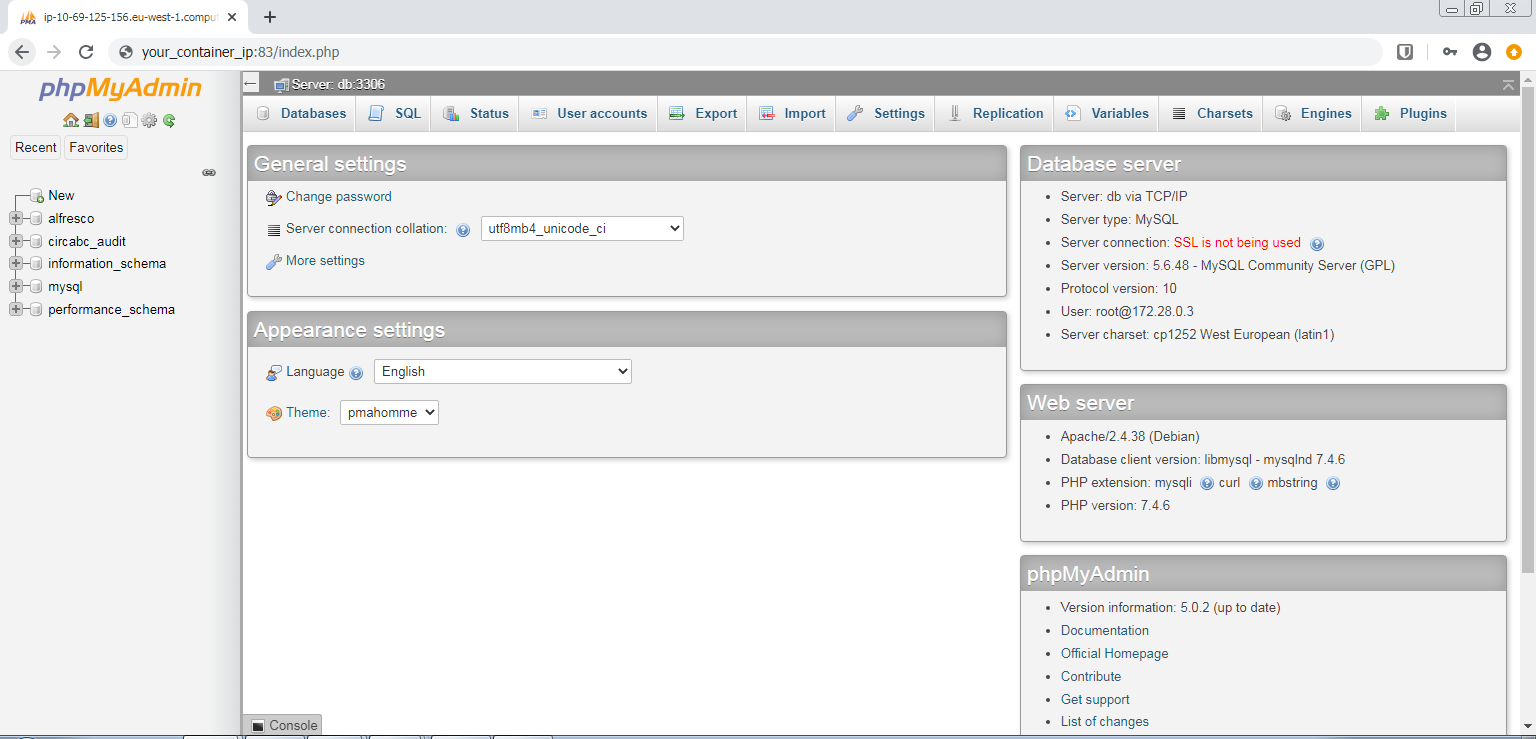 ip-10-69-125-156.eu-west-1.compu
your_container_ip:83/index.php
phpMyAdmin
Recent Favorites
New
alfresco
circabc_audit
information_schema
mysql
performance_schema
Server: db:3306
Databases SQL Status User accounts Export Import Settings Replication Variables Charsets Engines Plugins
General settings
Change password
Server connection collation: utf8mb4_unicode_ci
More settings
Appearance settings
Language English
Theme: pmahomme
Database server
Server: db via TCP/IP
Server type: MySQL
Server connection: SSL is not being used
Server version: 5.6.48 - MySQL Community Server (GPL)
Protocol version: 10
User: root@172.28.0.3
Server charset: cp1252 West European (latin1)
Web server
Apache/2.4.38 (Debian)
Database client version: libmysql - mysqlnd 7.4.6
PHP extension: mysqli curl mbstring
PHP version: 7.4.6
phpMyAdmin
Version information: 5.0.2 (up to date)
Documentation
Official Homepage
Contribute
Get support
List of changes
Console